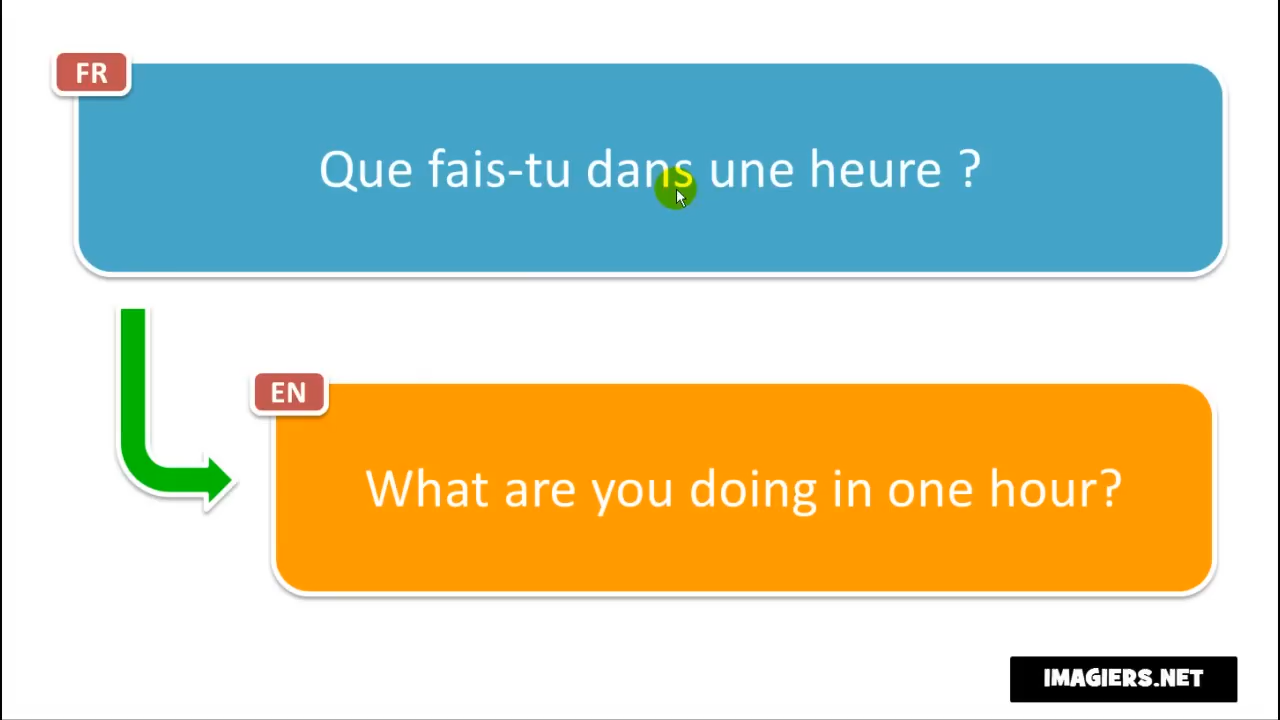 FR
Que fais-tu dans une heure ?
EN
What are you doing in one hour?
IMAGIERS.NET